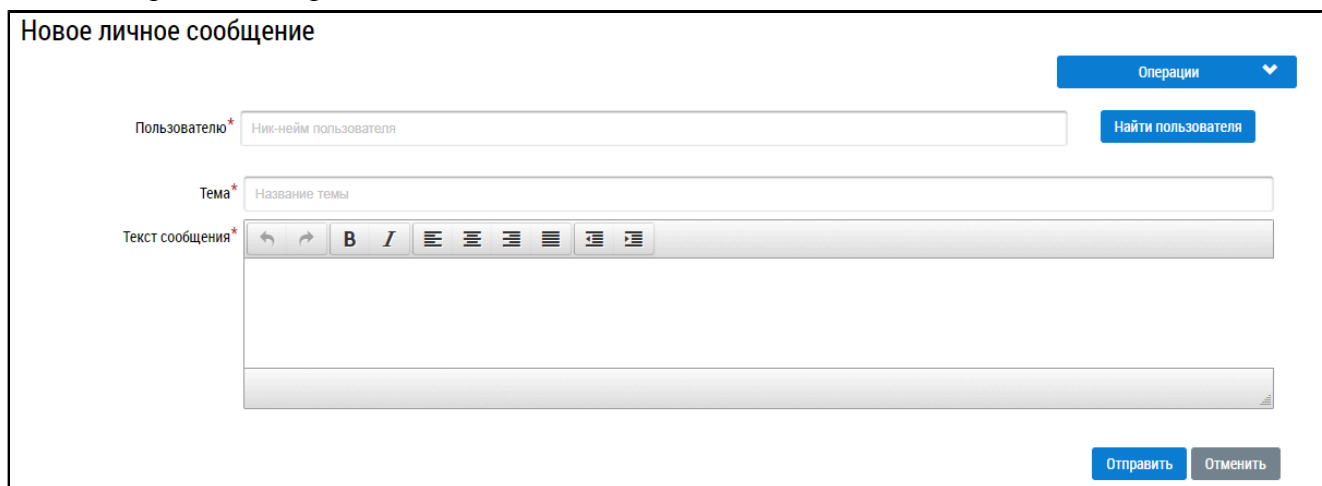 Новое личное сообщение
Операции
Пользователю* Ник-нейм пользователя Найти пользователя
Тема* Название темы
Текст сообщения* B I
Отправить Отменить